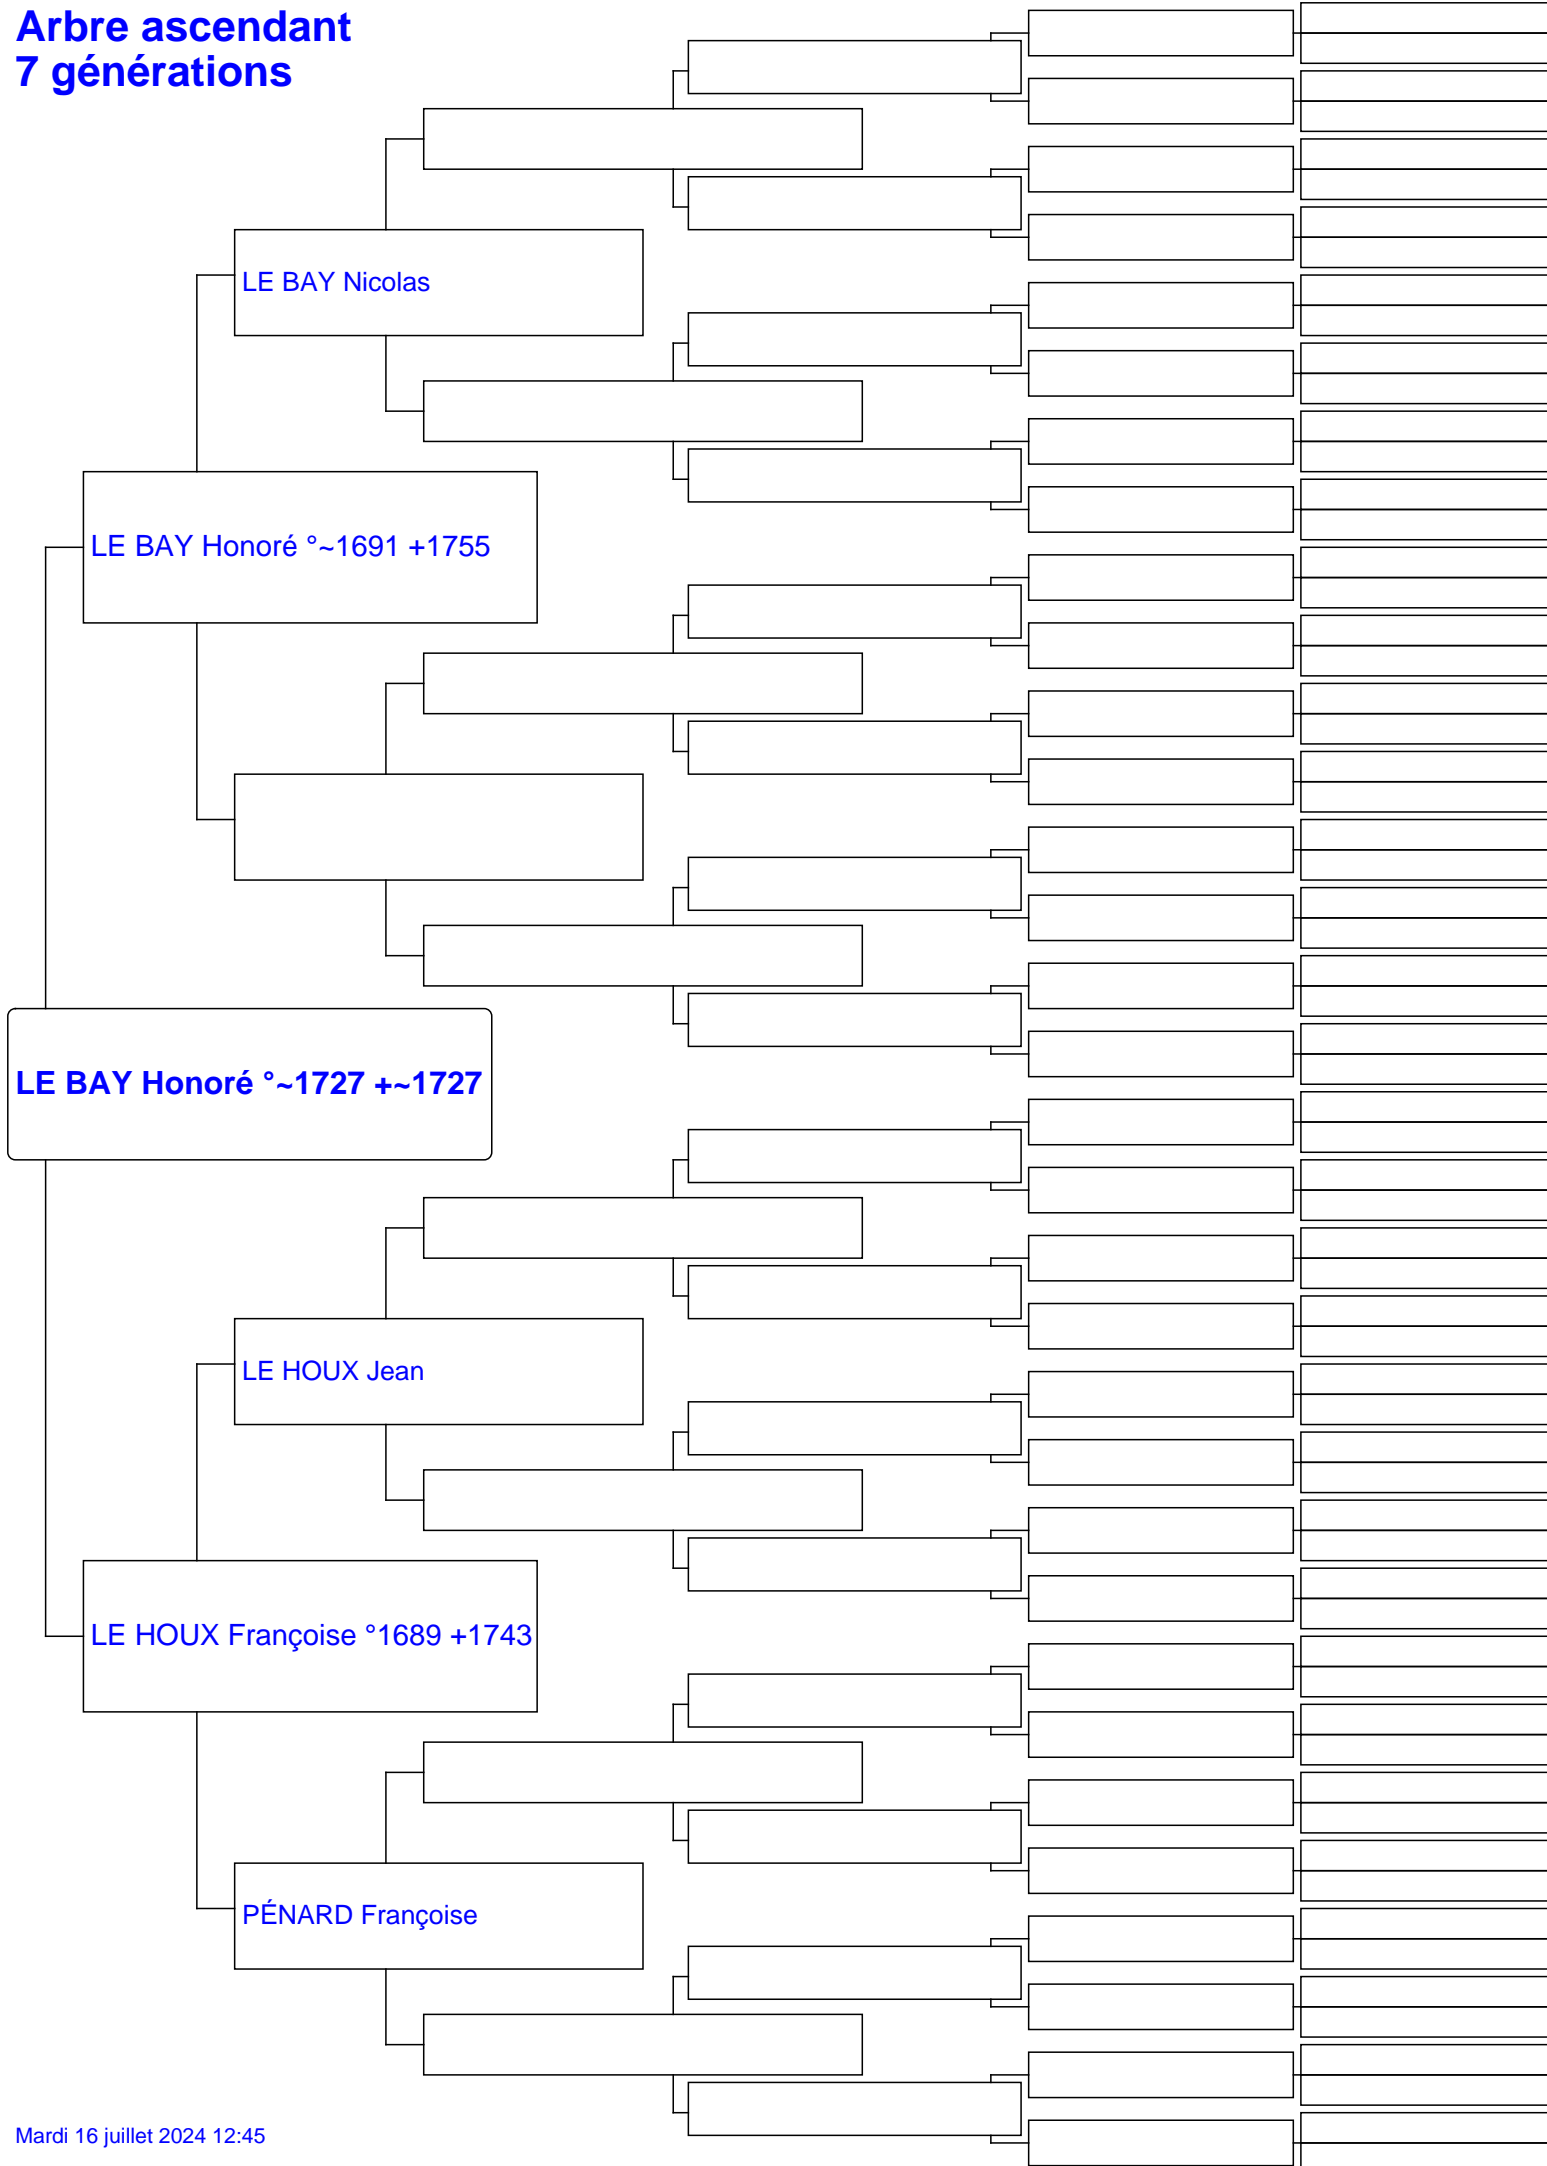 Arbre ascendant
7 générations
LE BAY Nicolas
LE BAY Honoré °~1691 +1755
LE BAY Honoré °~1727 +~1727
LE HOUX Jean
LE HOUX Françoise °1689 +1743
PÉNARD Françoise
Mardi 16 juillet 2024 12:45